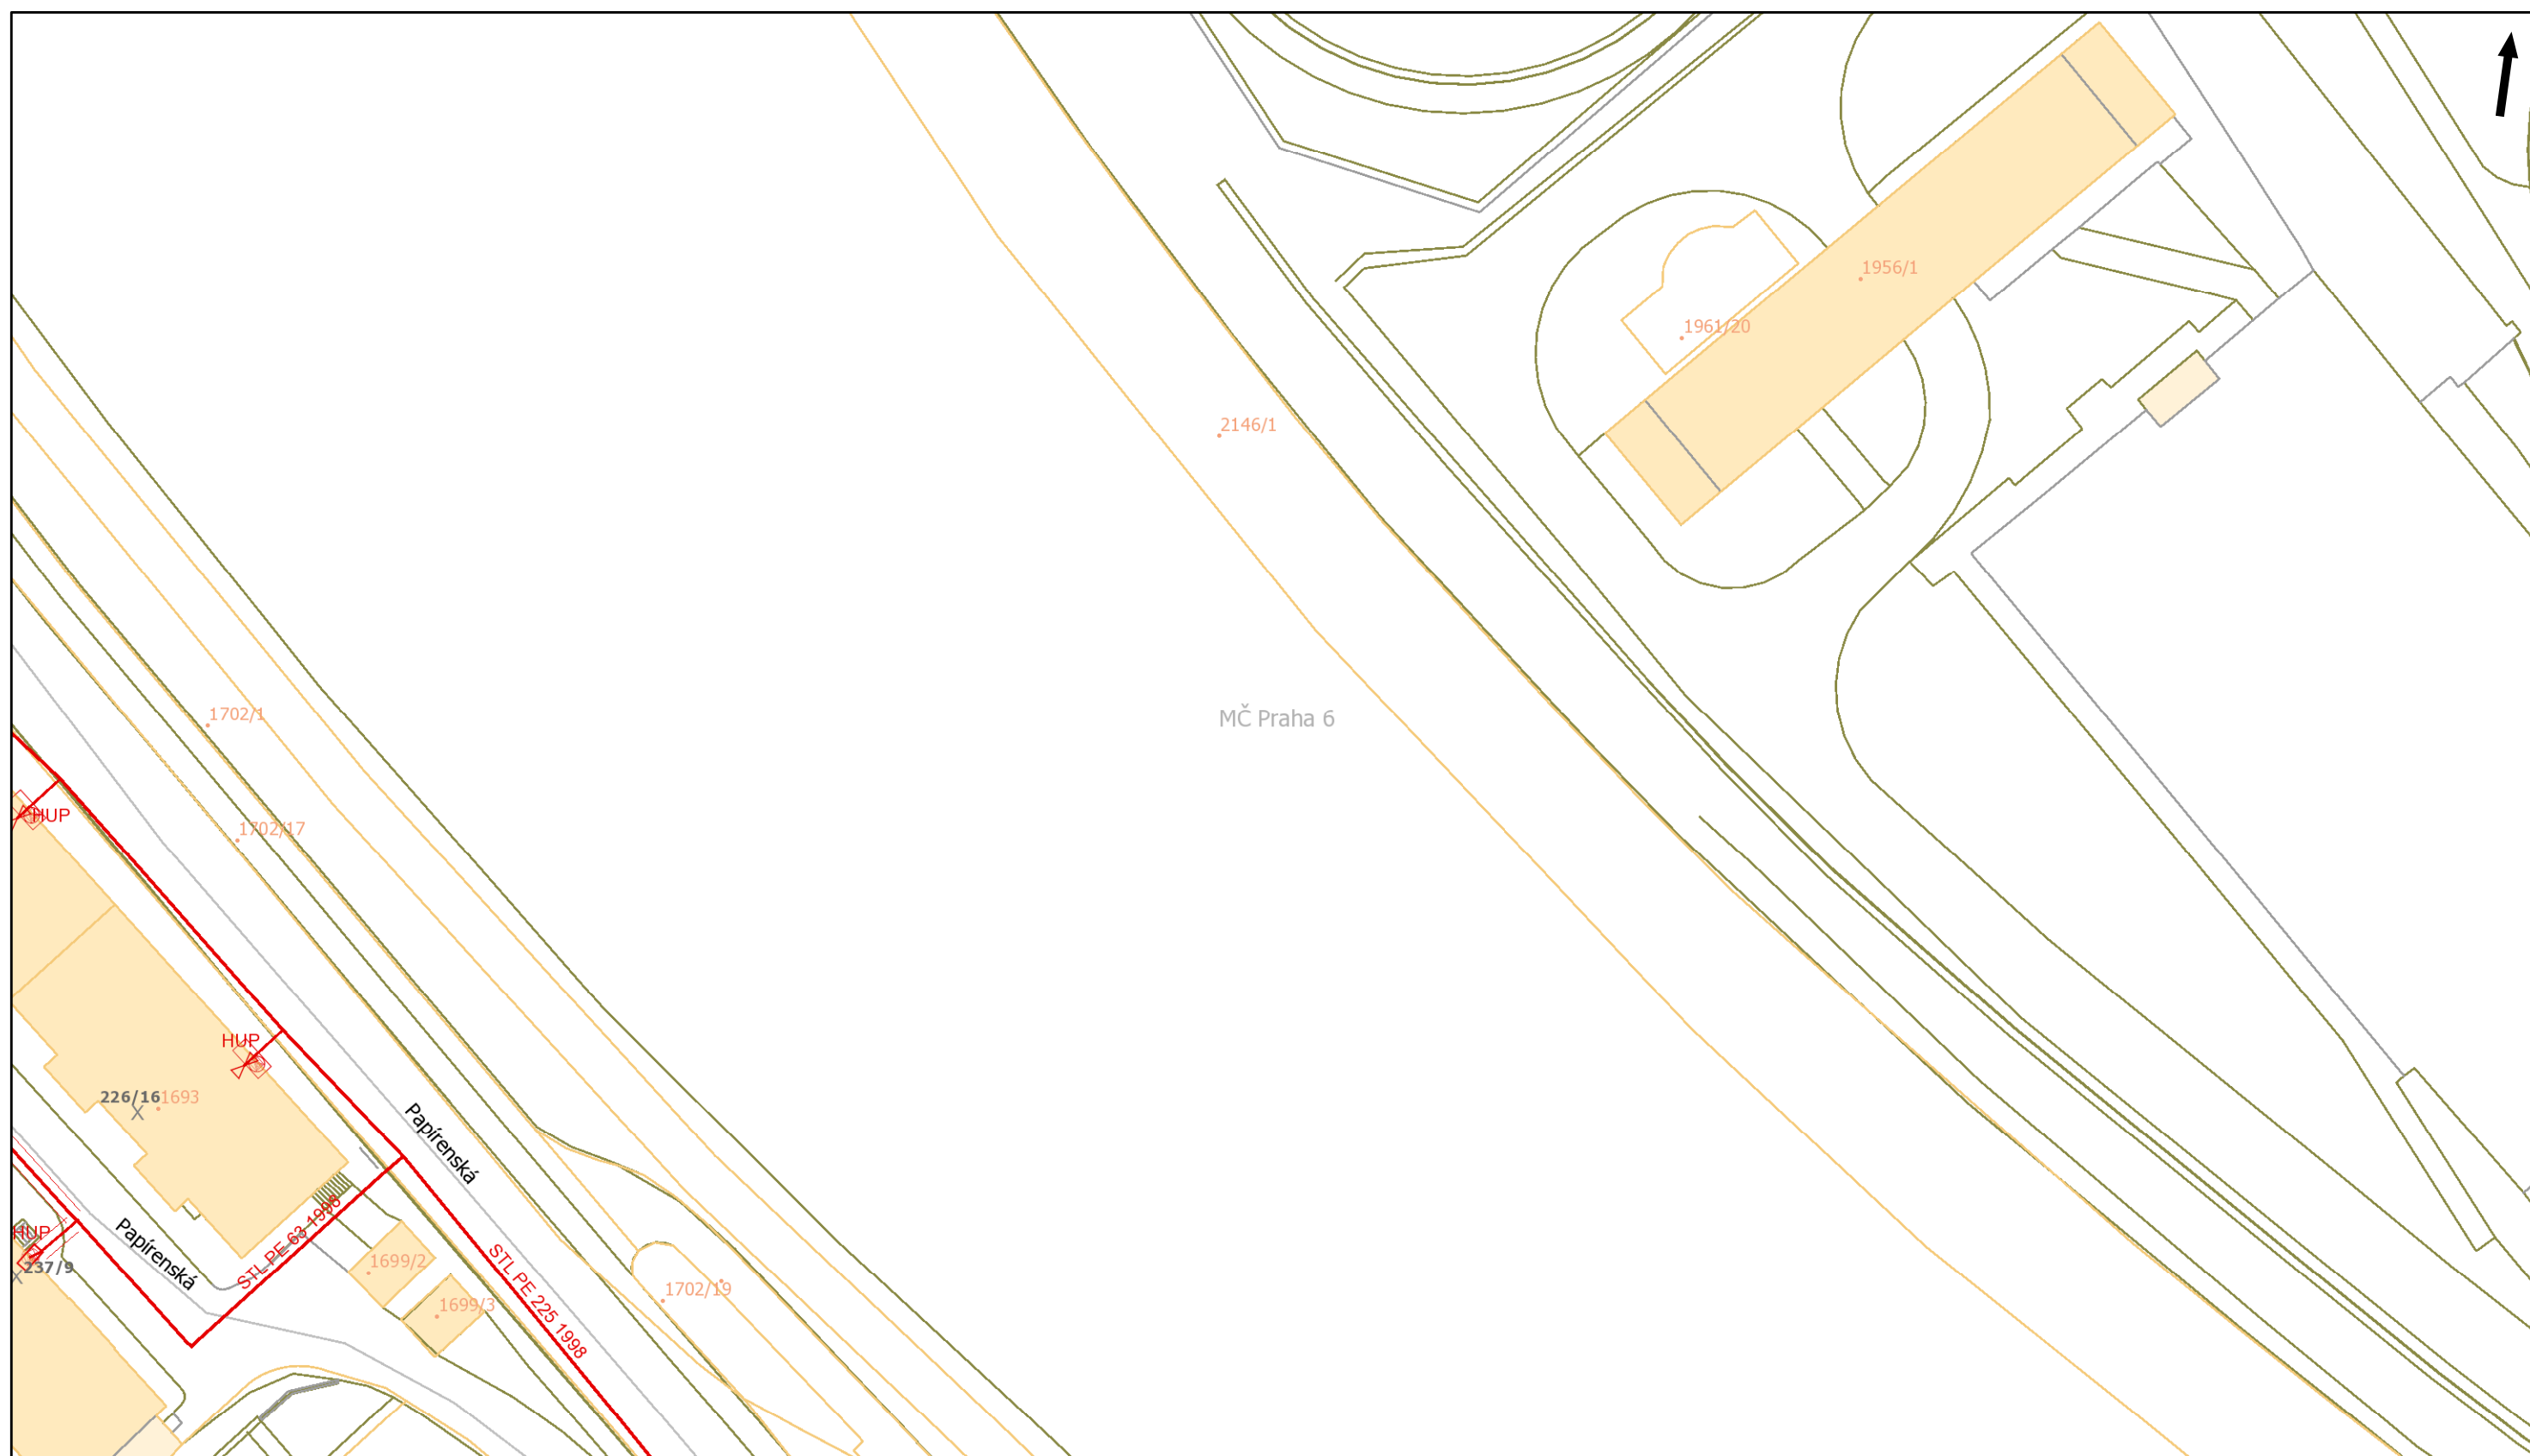 1956/1
1961/20
2146/1
1702/1
MČ Praha 6
HUP
1702/17
HUP
226/16
1693
Papírenská
Papírenská
STL PE 63 1998
HUP
237/9
1699/2
STL PE 225 1998
1702/19
1699/3